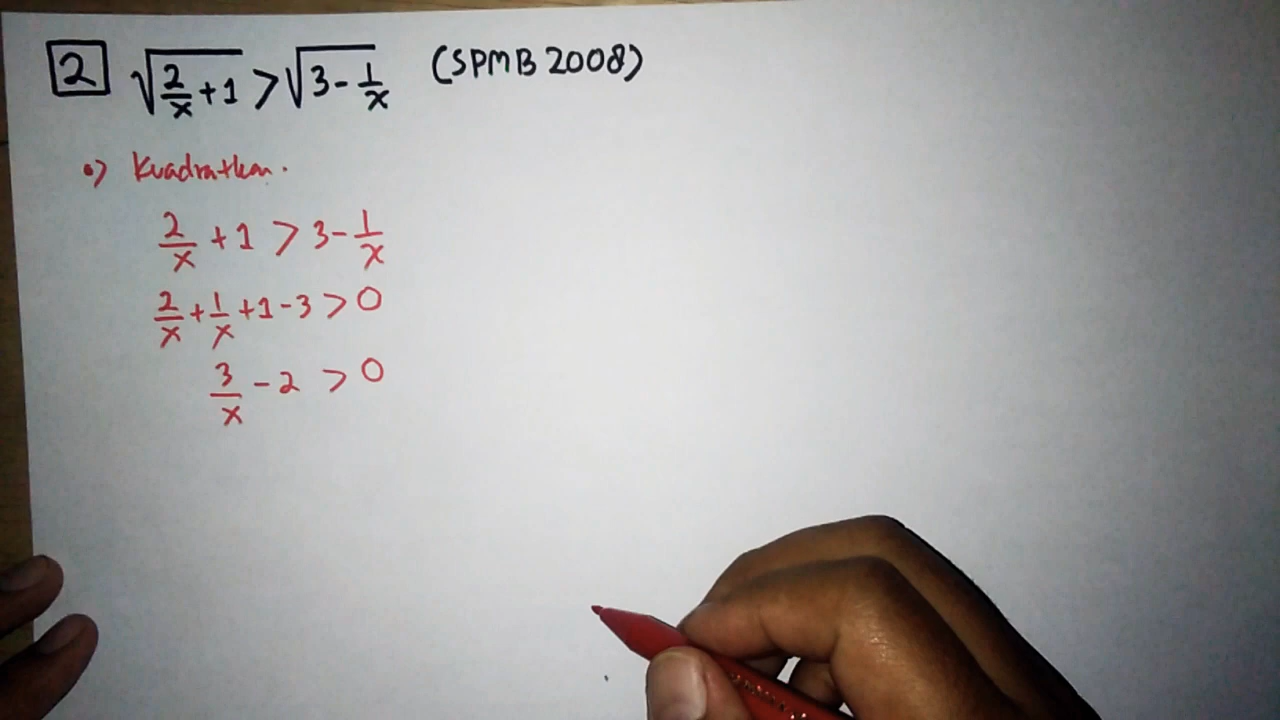 2 √(2/x + 1) > √(3 - 1/x) (SPMB 2008)
•) Kuadratkan.
2/x + 1 > 3 - 1/x
2/x + 1/x + 1 - 3 > 0
3/x - 2 > 0